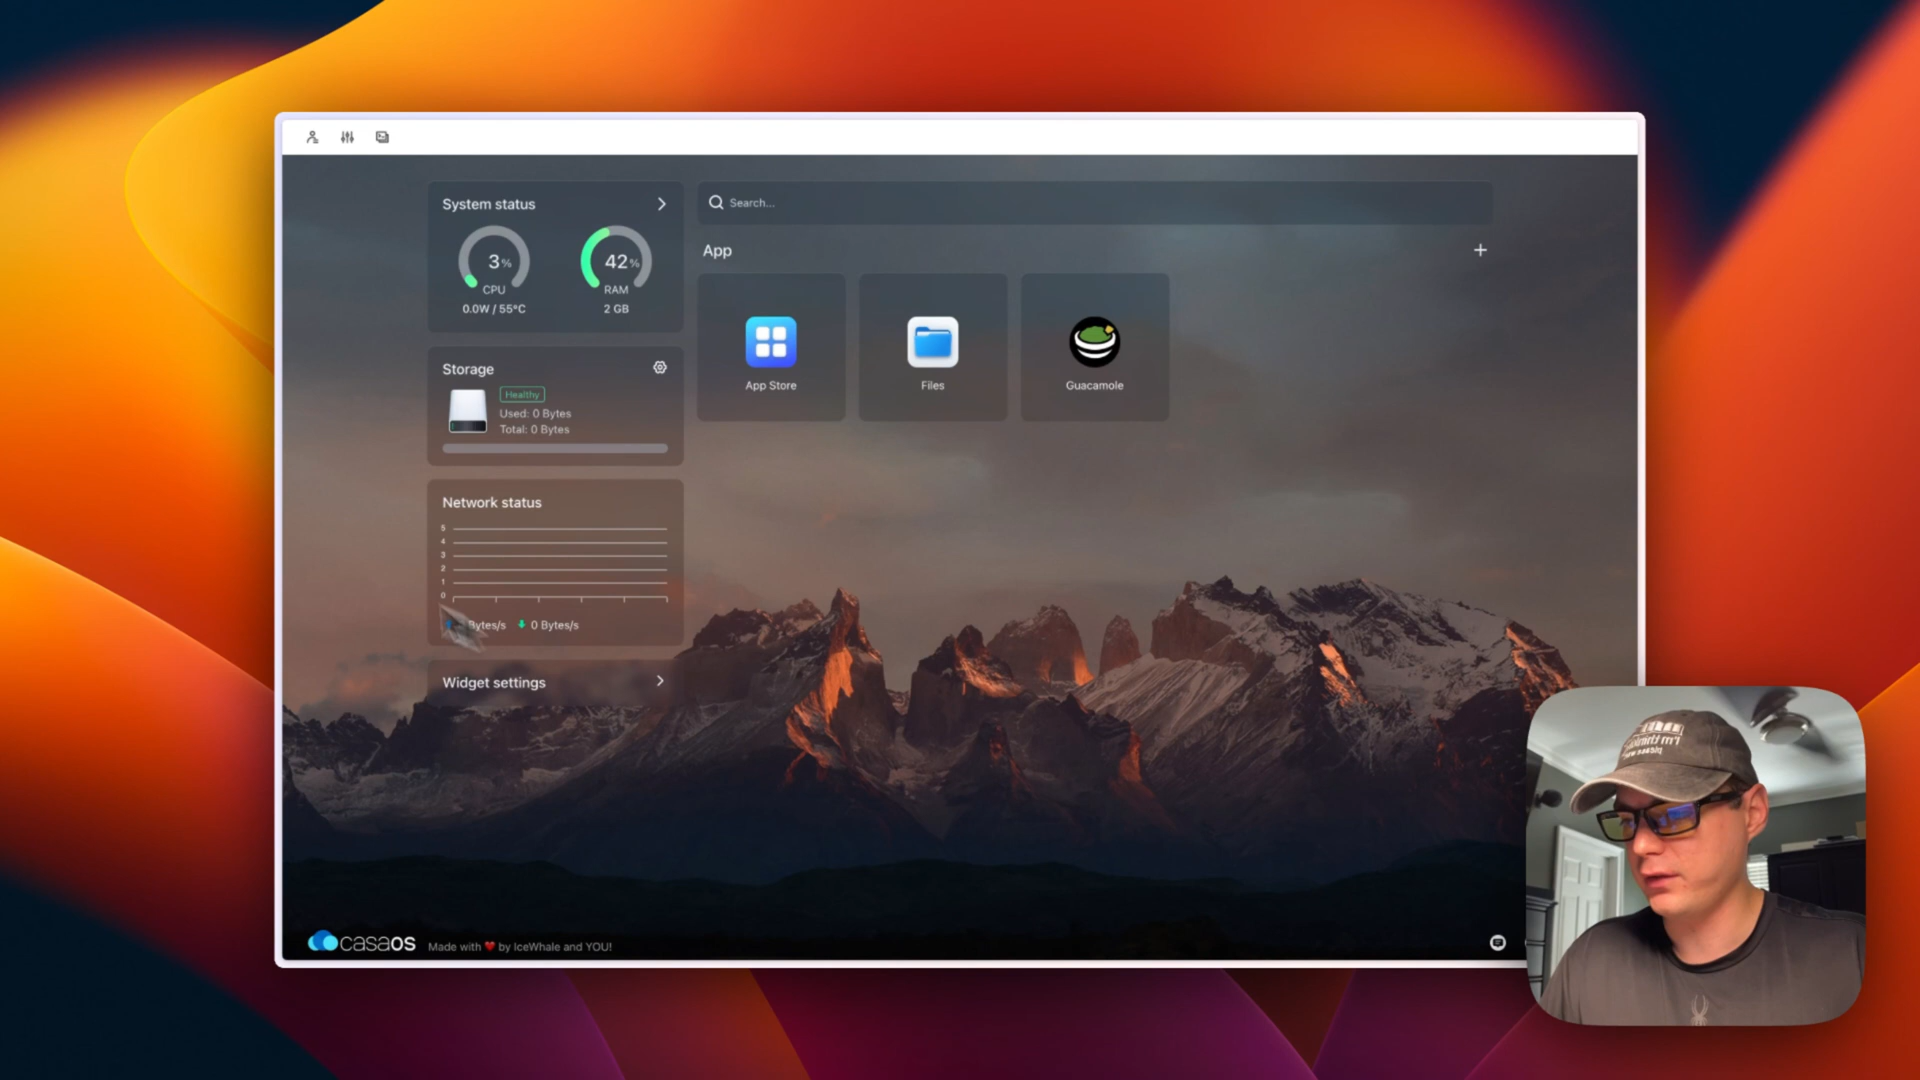 System status
3%
CPU
0.0W / 55°C
42%
RAM
2 GB
Search...
App
+
App Store
Files
Guacamole
Storage
Healthy
Used: 0 Bytes
Total: 0 Bytes
Network status
5
4
3
2
1
0
Bytes/s
0 Bytes/s
Widget settings
casaOS
Made with ❤ by IceWhale and YOU!